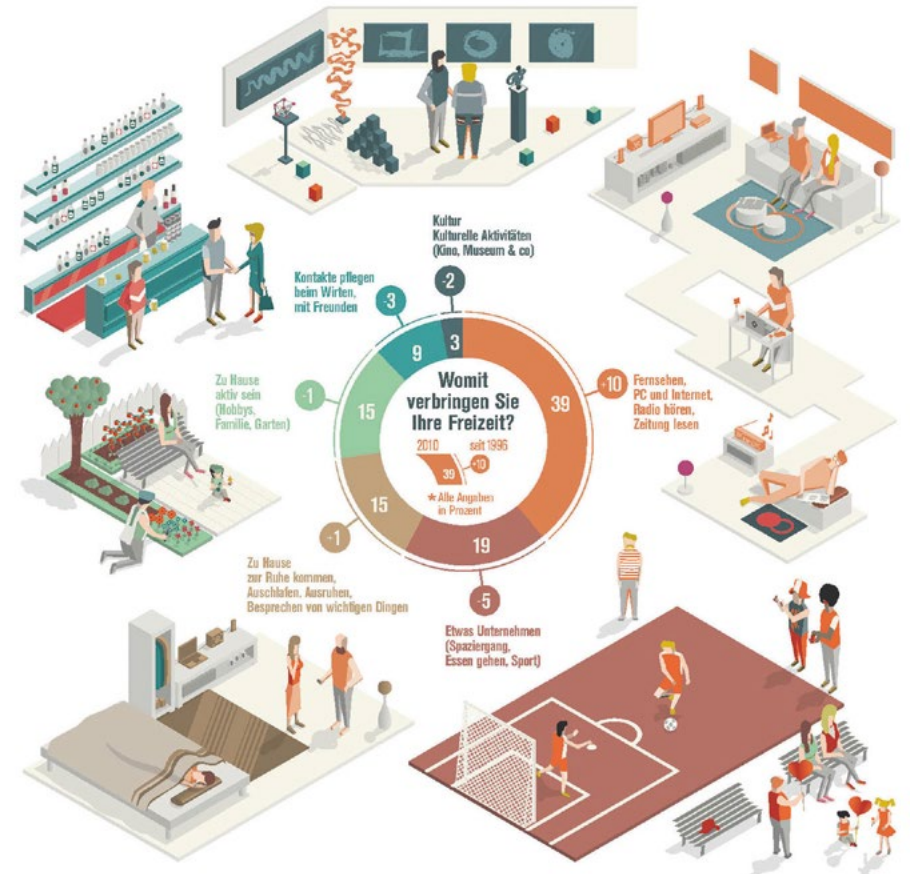 Kultur
Kulturelle Aktivitäten
(Kino, Museum & co)
-2
3
Kontakte pflegen
beim Wirten,
mit Freunden
-3
9
Zu Hause
aktiv sein
(Hobbys,
Familie, Garten)
-1
15
Womit
verbringen Sie
Ihre Freizeit?
2010
seit 1996
39
+10
* Alle Angaben
in Prozent
39
+10
Fernsehen,
PC und Internet,
Radio hören,
Zeitung lesen
15
-1
Zu Hause
zur Ruhe kommen,
Auschlafen, Ausruhen,
Besprechen von wichtigen Dingen
19
-5
Etwas Unternehmen
(Spaziergang,
Essen gehen, Sport)